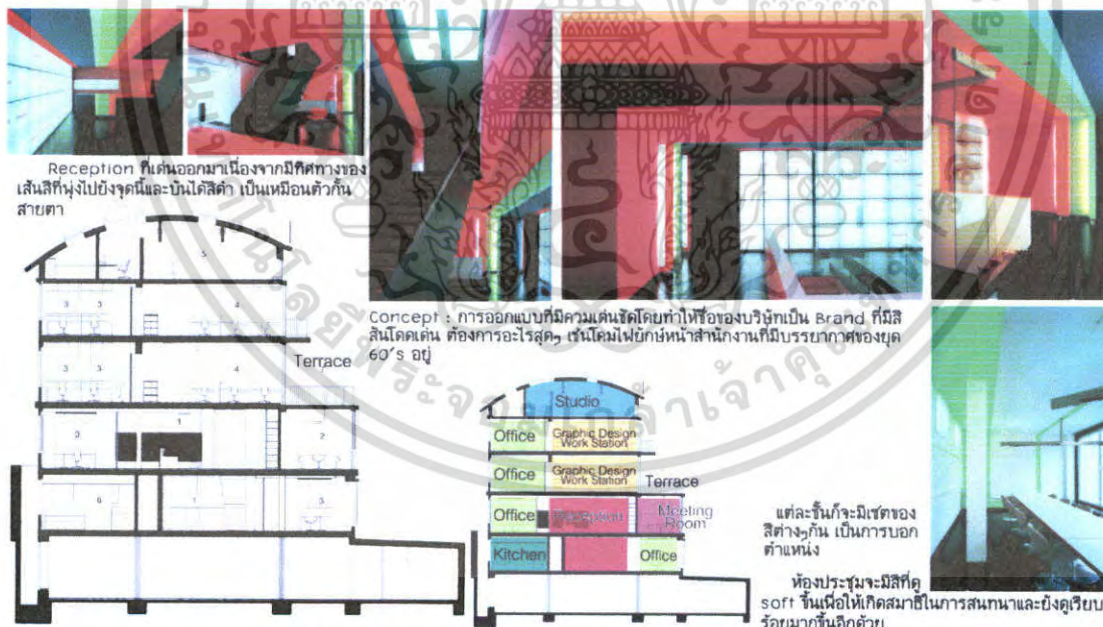 Reception ที่เด่นออกมาเนื่องจากมีทิศทางของ
เส้นสีที่พุ่งไปยังจุดนี้และบันไดสีดำ เป็นเหมือนตัวกั้น
สายตา
Concept : การออกแบบที่มีความเด่นชัดโดยทำให้ชื่อของบริษัทเป็น Brand ที่มีสี
สันโดดเด่น ต้องการอะไรสุดๆ เช่นโคมไฟยักษ์หน้าสำนักงานที่มีบรรยากาศของยุค
60's อยู่
5
3 3 4
3 3 4
Terrace
3 1 2
6 1 3
Studio
Office Graphic Design
Work Station
Office Graphic Design
Work Station
Terrace
Office Reception Meeting
Room
Kitchen Office
แต่ละชั้นก็จะมีเซตของ
สีต่างๆกัน เป็นการบอก
ตำแหน่ง
ห้องประชุมจะมีสีที่ดู
soft ขึ้นเพื่อให้เกิดสมาธิในการสนทนาและยังดูเรียบ
ร้อยมากขึ้นอีกด้วย